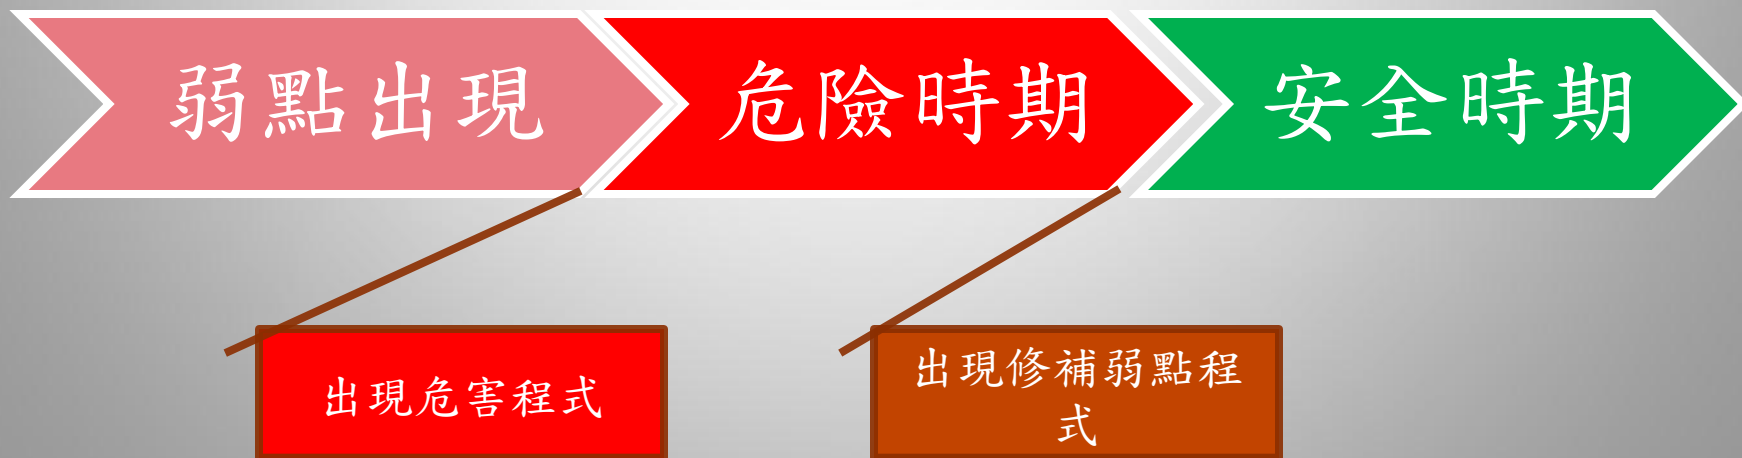 弱點出現
危險時期
安全時期
出現危害程式
出現修補弱點程
式